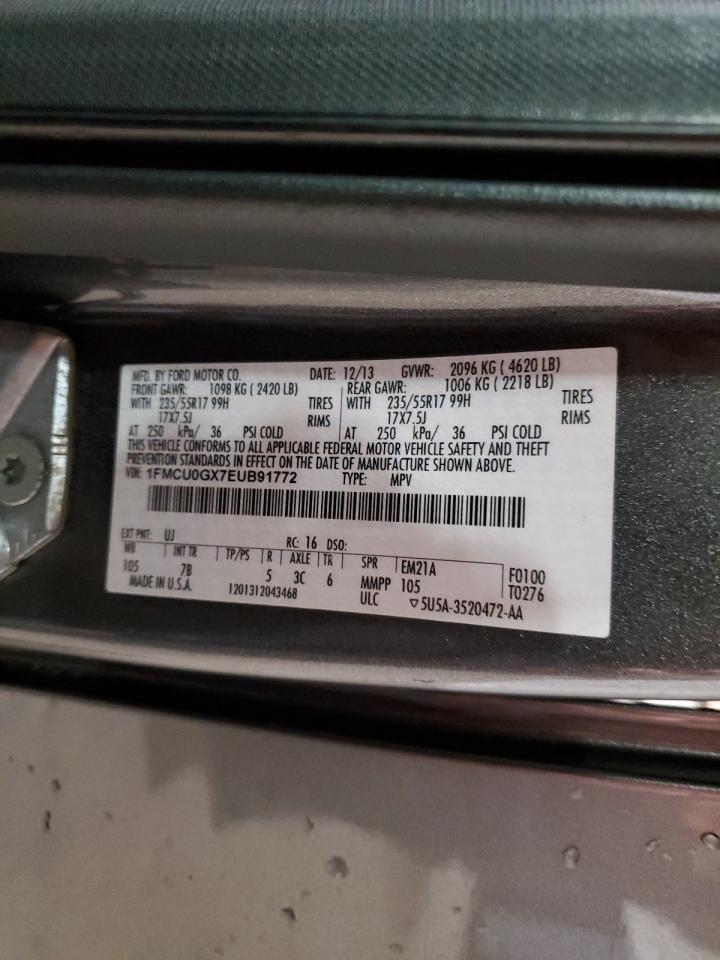 MFD. BY FORD MOTOR CO. DATE: 12/13 GVWR: 2096 KG ( 4620 LB)
FRONT GAWR: 1098 KG ( 2420 LB) REAR GAWR: 1006 KG ( 2218 LB)
WITH 235/55R17 99H TIRES WITH 235/55R17 99H TIRES
17X7.5J RIMS 17X7.5J RIMS
AT 250 kPa/ 36 PSI COLD AT 250 kPa/ 36 PSI COLD
THIS VEHICLE CONFORMS TO ALL APPLICABLE FEDERAL MOTOR VEHICLE SAFETY AND THEFT
PREVENTION STANDARDS IN EFFECT ON THE DATE OF MANUFACTURE SHOWN ABOVE.
VIN: 1FMCU0GX7EUB91772 TYPE: MPV
EXT PNT: UJ RC: 16 DSO:
WB INT TR TP/PS R AXLE TR SPR EM21A F0100
105 7B 5 3C 6 MMPP 105 T0276
MADE IN U.S.A. 1201312043468 ULC ▽5U5A-3520472-AA